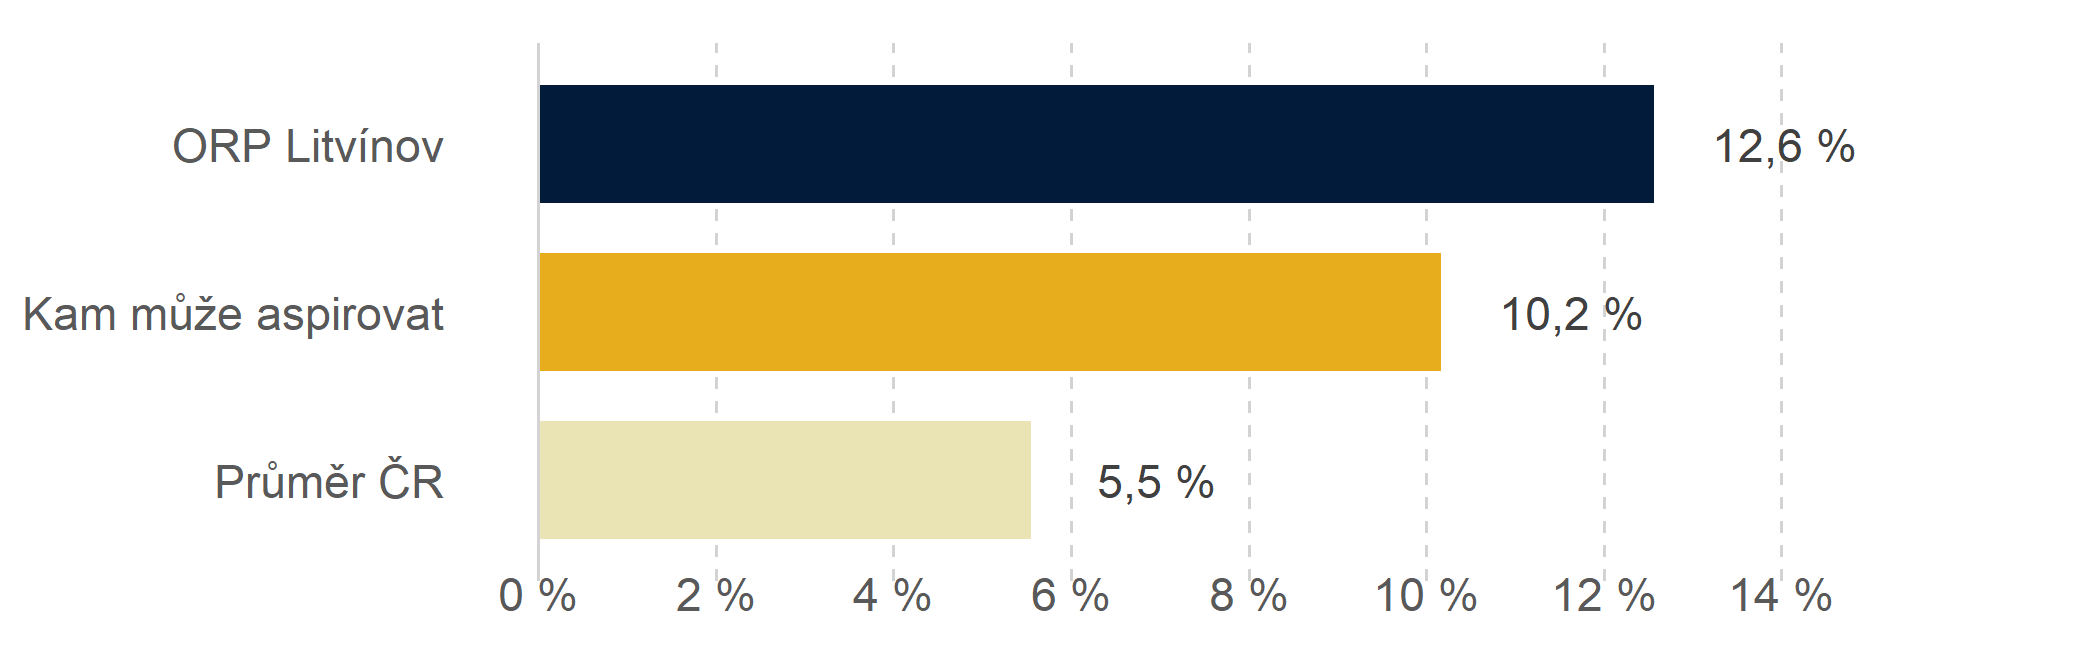 ORP Litvínov 12,6 %
Kam může aspirovat 10,2 %
Průměr ČR 5,5 %
0 % 2 % 4 % 6 % 8 % 10 % 12 % 14 %